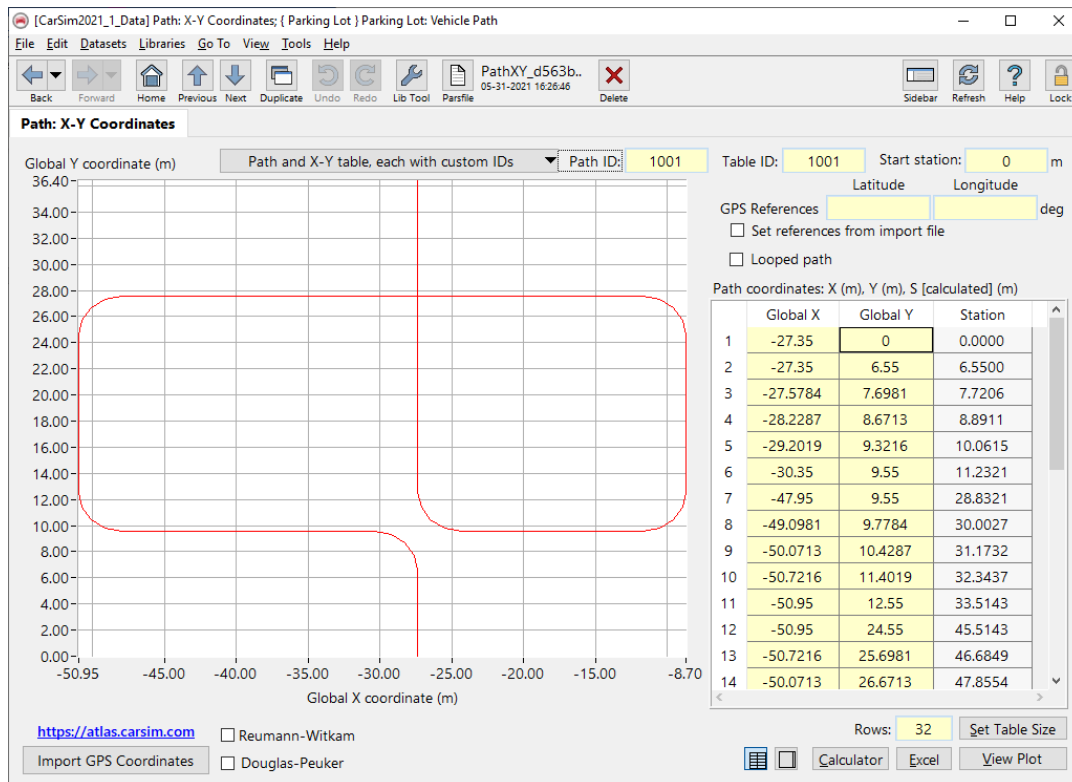 [CarSim2021_1_Data] Path: X-Y Coordinates; { Parking Lot } Parking Lot: Vehicle Path
File Edit Datasets Libraries Go To View Tools Help
PathXY_d563b..
05-31-2021 16:26:46
Back Forward Home Previous Next Duplicate Undo Redo Lib Tool Parsfile Delete Sidebar Refresh Help Lock
Path: X-Y Coordinates
Global Y coordinate (m) Path and X-Y table, each with custom IDs Path ID: 1001 Table ID: 1001 Start station: 0 m
Latitude Longitude
GPS References deg
Set references from import file
Looped path
Path coordinates: X (m), Y (m), S [calculated] (m)
Global X Global Y Station
1 -27.35 0 0.0000
2 -27.35 6.55 6.5500
3 -27.5784 7.6981 7.7206
4 -28.2287 8.6713 8.8911
5 -29.2019 9.3216 10.0615
6 -30.35 9.55 11.2321
7 -47.95 9.55 28.8321
8 -49.0981 9.7784 30.0027
9 -50.0713 10.4287 31.1732
10 -50.7216 11.4019 32.3437
11 -50.95 12.55 33.5143
12 -50.95 24.55 45.5143
13 -50.7216 25.6981 46.6849
14 -50.0713 26.6713 47.8554
36.40
34.00
32.00
30.00
28.00
26.00
24.00
22.00
20.00
18.00
16.00
14.00
12.00
10.00
8.00
6.00
4.00
2.00
0.00
-50.95 -45.00 -40.00 -35.00 -30.00 -25.00 -20.00 -15.00 -8.70
Global X coordinate (m)
https://atlas.carsim.com Reumann-Witkam Rows: 32 Set Table Size
Import GPS Coordinates Douglas-Peuker Calculator Excel View Plot